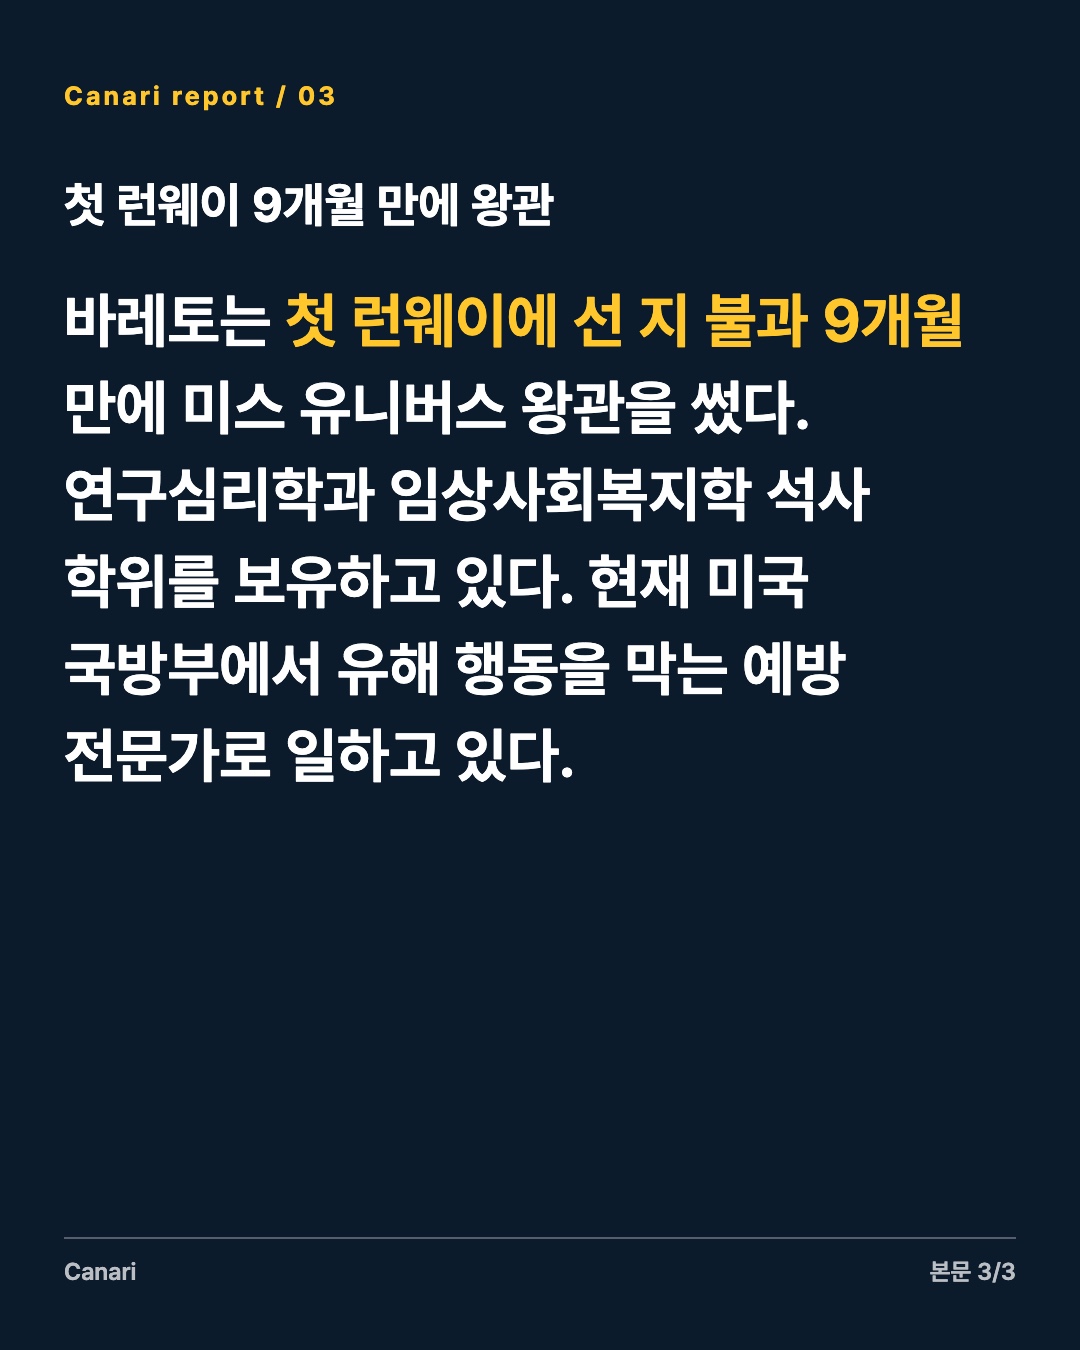 Canari report / 03
첫 런웨이 9개월 만에 왕관
바레토는 첫 런웨이에 선 지 불과 9개월
만에 미스 유니버스 왕관을 썼다.
연구심리학과 임상사회복지학 석사
학위를 보유하고 있다. 현재 미국
국방부에서 유해 행동을 막는 예방
전문가로 일하고 있다.
Canari
본문 3/3